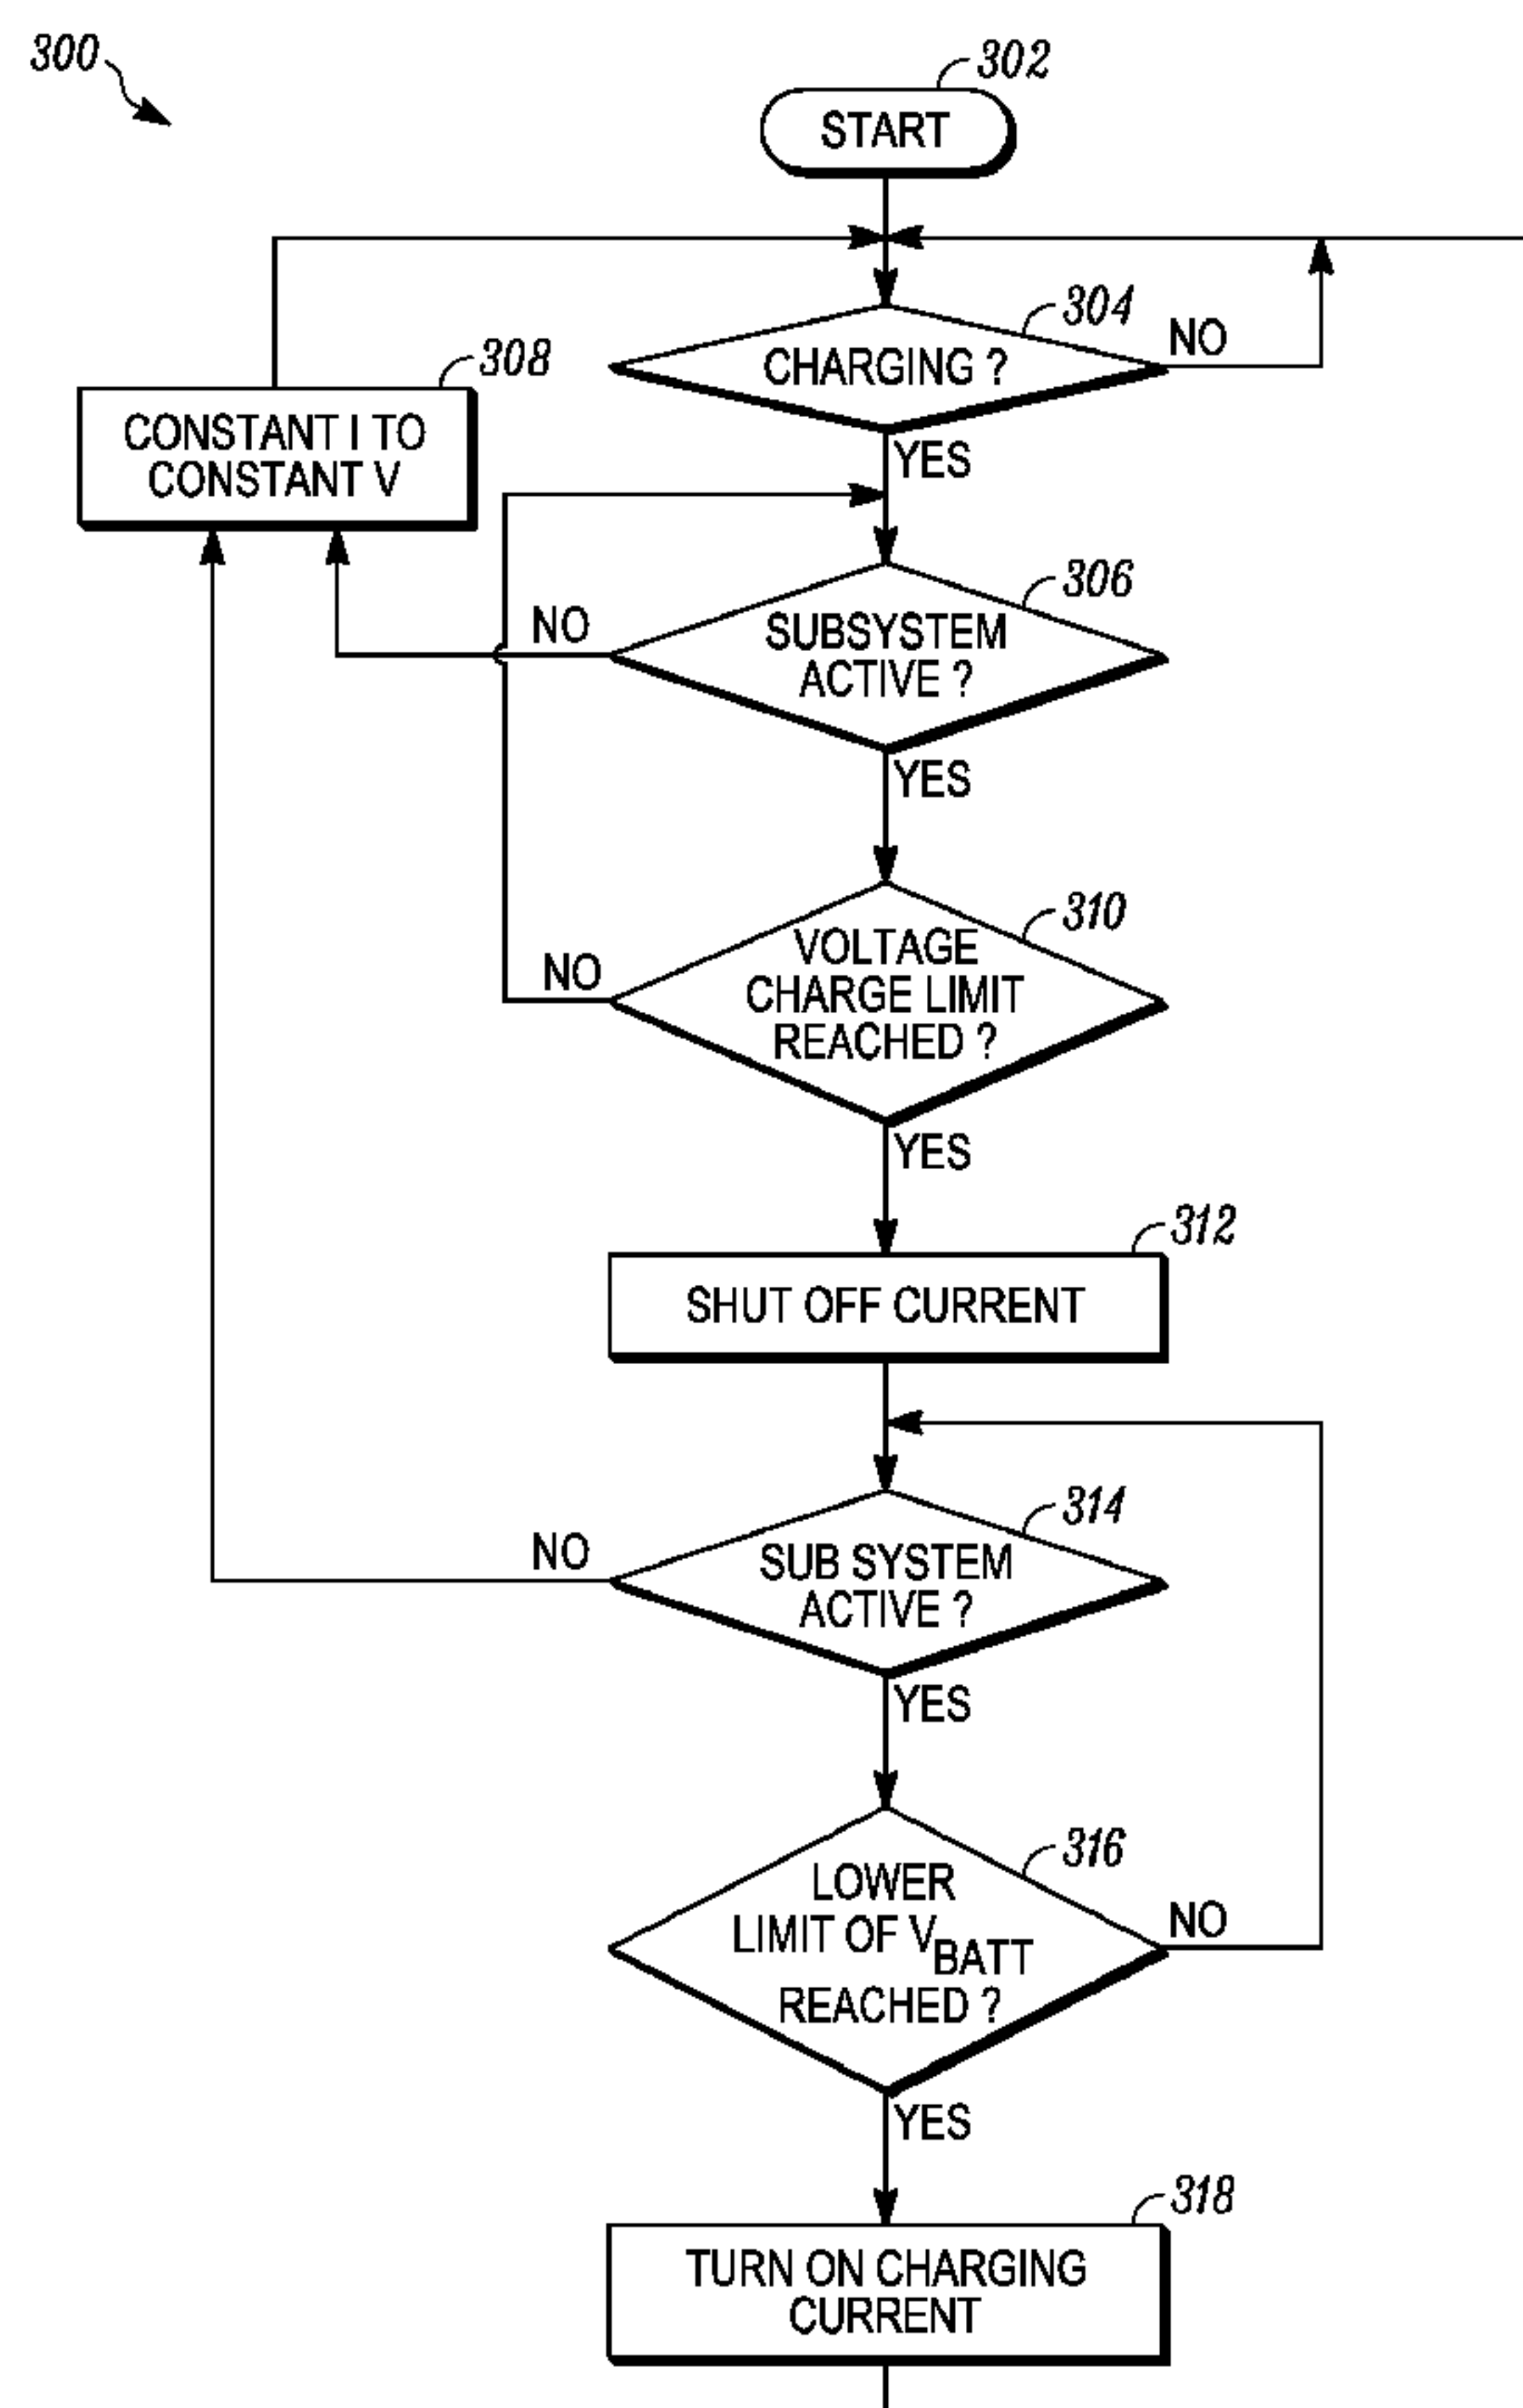 300
302
START
304
CHARGING ?
NO
308
CONSTANT I TO
CONSTANT V
YES
306
NO
SUBSYSTEM
ACTIVE ?
YES
310
NO
VOLTAGE
CHARGE LIMIT
REACHED ?
YES
312
SHUT OFF CURRENT
314
NO
SUB SYSTEM
ACTIVE ?
YES
316
LOWER
LIMIT OF VBATT
REACHED ?
NO
YES
318
TURN ON CHARGING
CURRENT